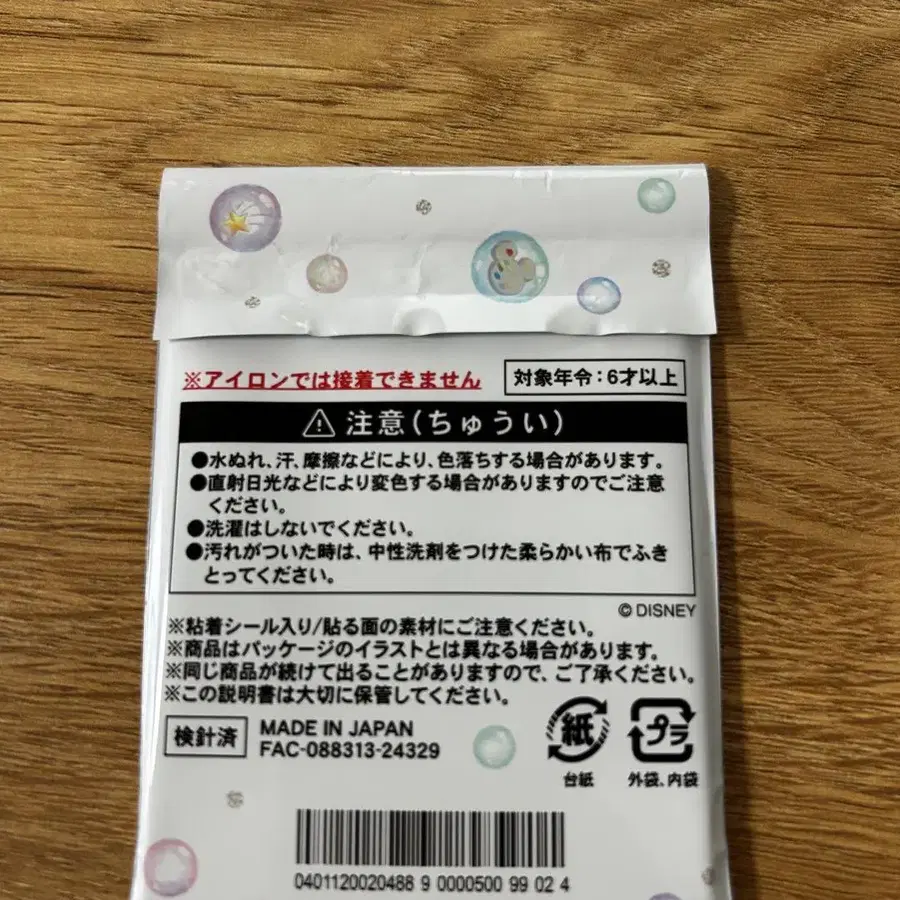 ※アイロンでは接着できません
対象年令:6才以上
注意(ちゅうい)
●水ぬれ、汗、摩擦などにより、色落ちする場合があります。
●直射日光などにより変色する場合がありますのでご注意
ください。
●洗濯はしないでください。
●汚れがついた時は、中性洗剤をつけた柔らかい布でふき
とってください。
© DISNEY
※粘着シール入り/貼る面の素材にご注意ください。
※商品はパッケージのイラストとは異なる場合があります。
※同じ商品が続けて出ることがありますので、ご了承ください。
※この説明書は大切に保管してください。
検針済
MADE IN JAPAN
FAC-088313-24329
紙
台紙
プラ
外袋、内袋
0401120020488 9 0000500 99 02 4